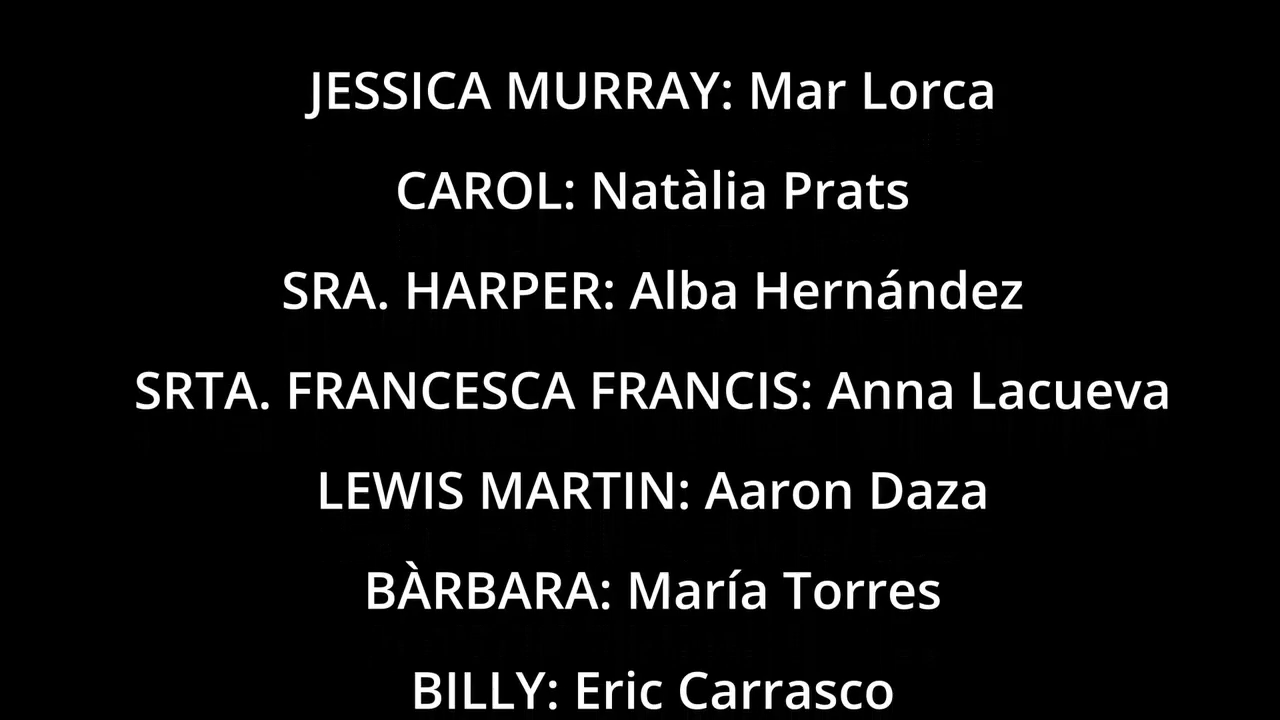 JESSICA MURRAY: Mar Lorca
CAROL: Natàlia Prats
SRA. HARPER: Alba Hernández
SRTA. FRANCESCA FRANCIS: Anna Lacueva
LEWIS MARTIN: Aaron Daza
BÀRBARA: María Torres
BILLY: Eric Carrasco